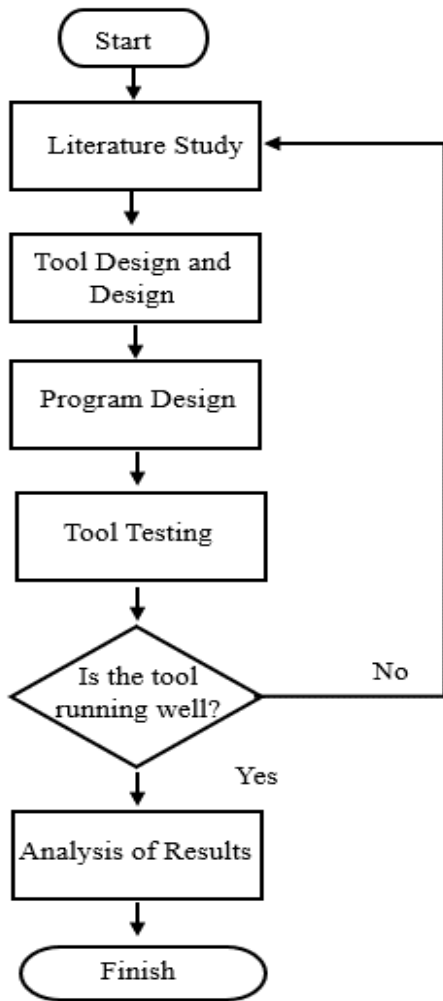 Start
Literature Study
Tool Design and
Design
Program Design
Tool Testing
Is the tool
running well?
No
Yes
Analysis of Results
Finish